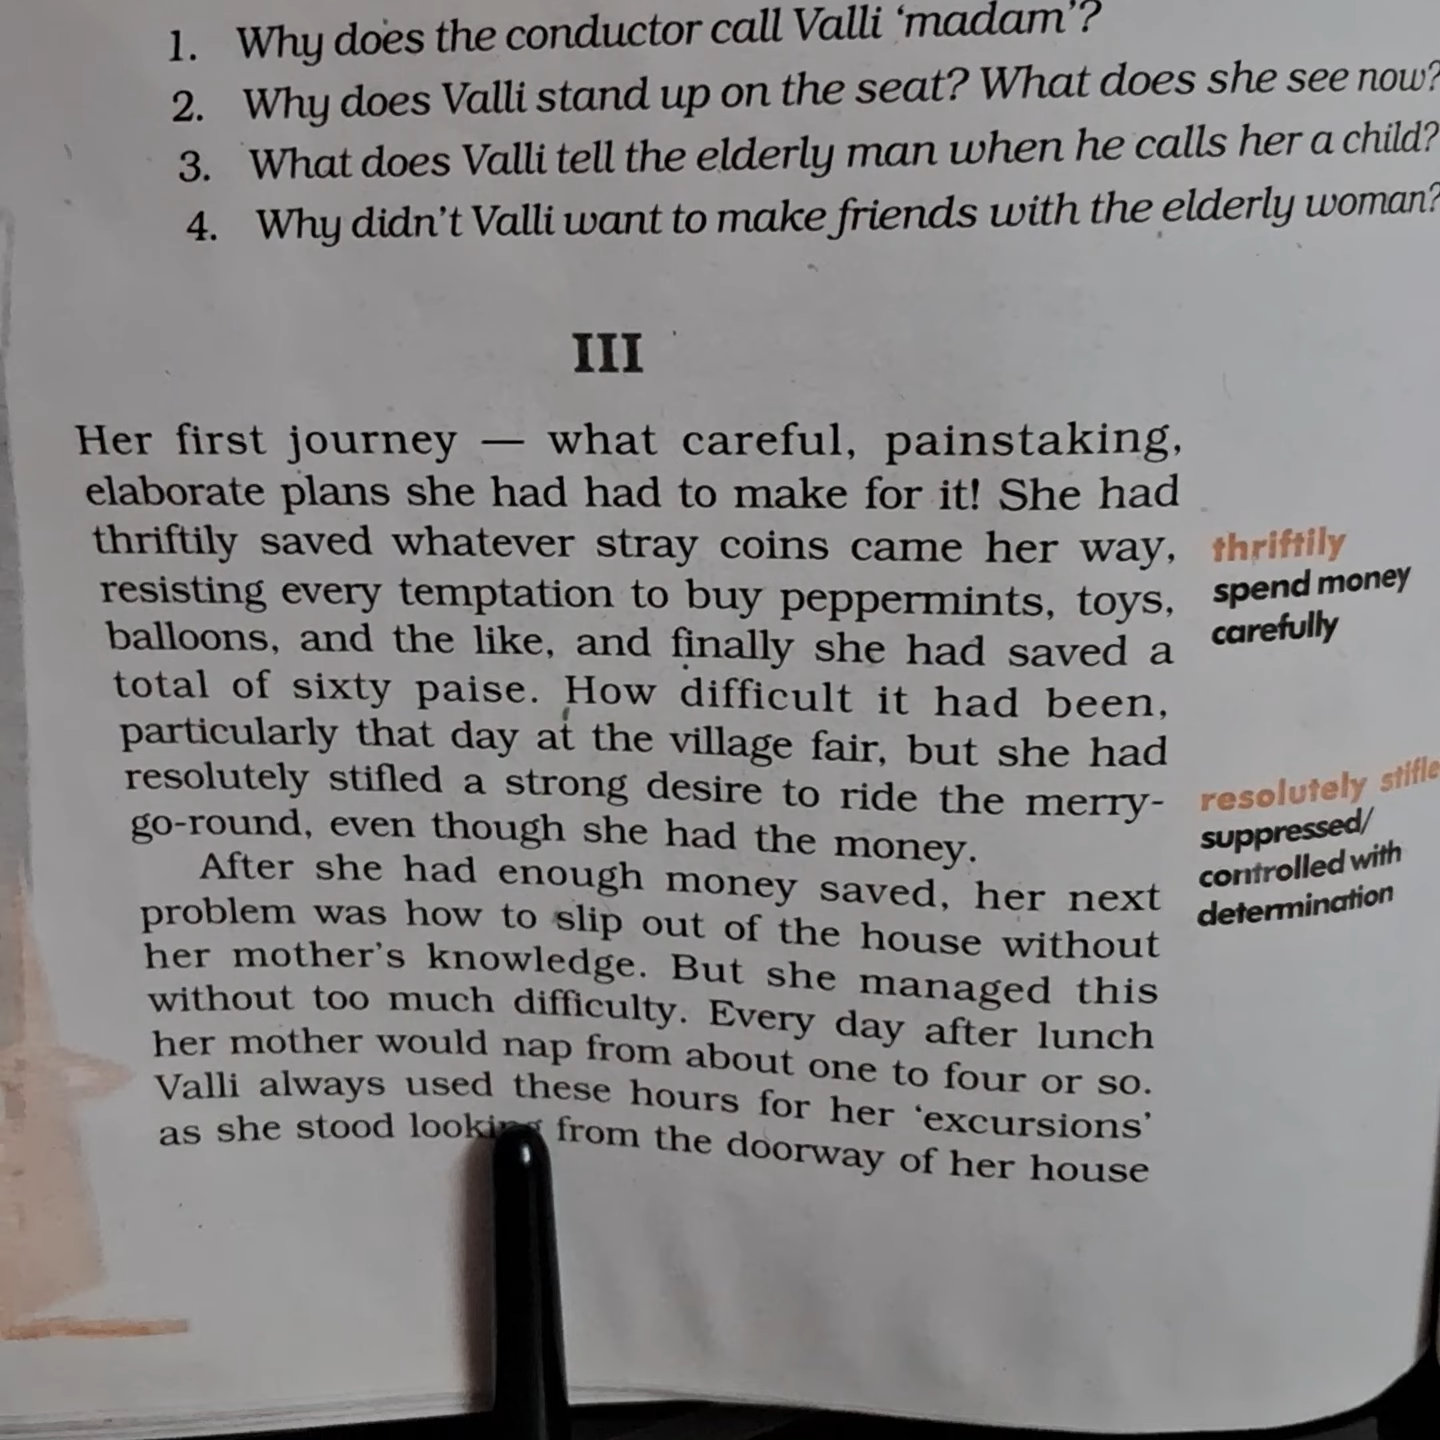 1. Why does the conductor call Valli ‘madam’?
2. Why does Valli stand up on the seat? What does she see now?
3. What does Valli tell the elderly man when he calls her a child?
4. Why didn’t Valli want to make friends with the elderly woman?
III
Her first journey — what careful, painstaking,
elaborate plans she had had to make for it! She had
thriftily saved whatever stray coins came her way,
resisting every temptation to buy peppermints, toys,
balloons, and the like, and finally she had saved a
total of sixty paise. How difficult it had been,
particularly that day at the village fair, but she had
resolutely stifled a strong desire to ride the merry-
go-round, even though she had the money.
After she had enough money saved, her next
problem was how to slip out of the house without
her mother’s knowledge. But she managed this
without too much difficulty. Every day after lunch
her mother would nap from about one to four or so.
Valli always used these hours for her ‘excursions’
as she stood looking from the doorway of her house
thriftily
spend money
carefully
resolutely stifle
suppressed/
controlled with
determination